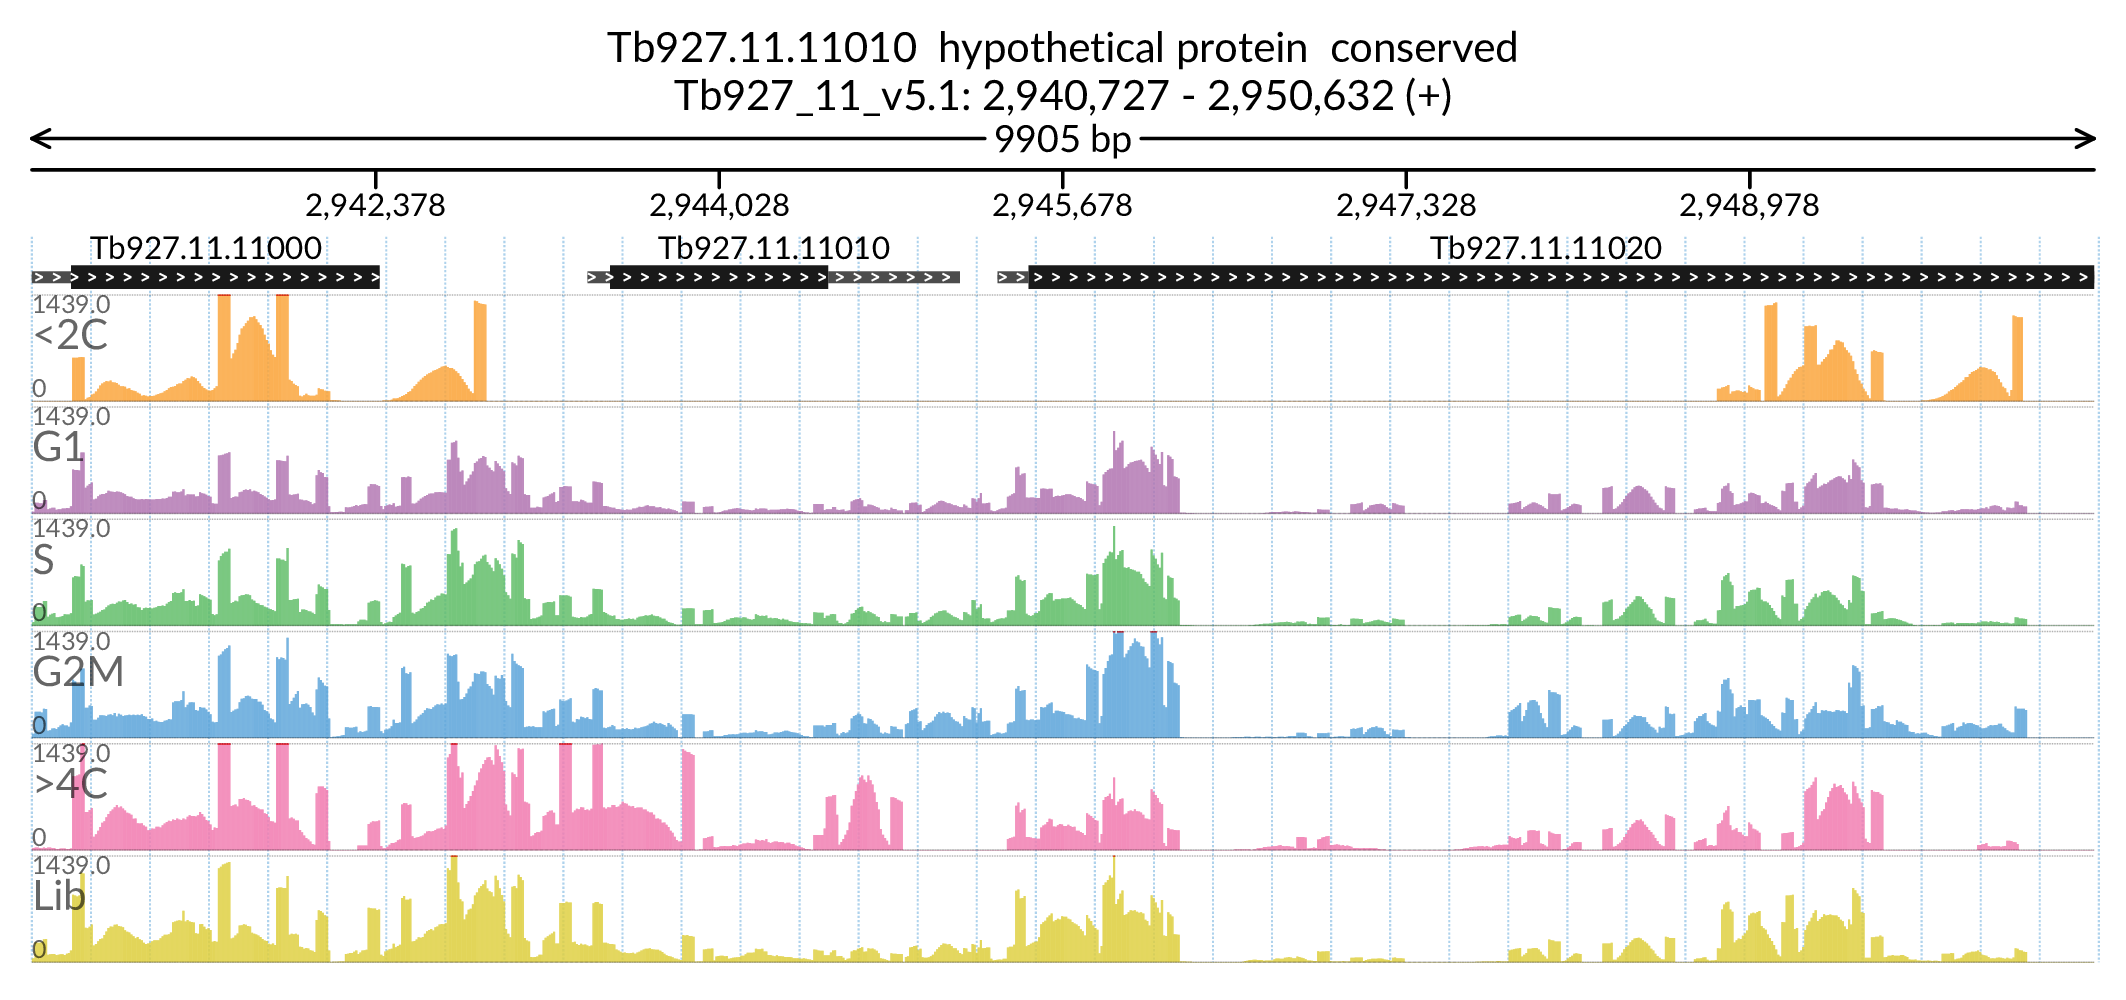 Tb927.11.11010  hypothetical protein  conserved
Tb927_11_v5.1: 2,940,727 - 2,950,632 (+)
9905 bp
2,942,378 2,944,028 2,945,678 2,947,328 2,948,978
Tb927.11.11000 Tb927.11.11010 Tb927.11.11020
1439.0
<2C
0
1439.0
G1
0
1439.0
S
0
1439.0
G2M
0
1439.0
>4C
0
1439.0
Lib
0